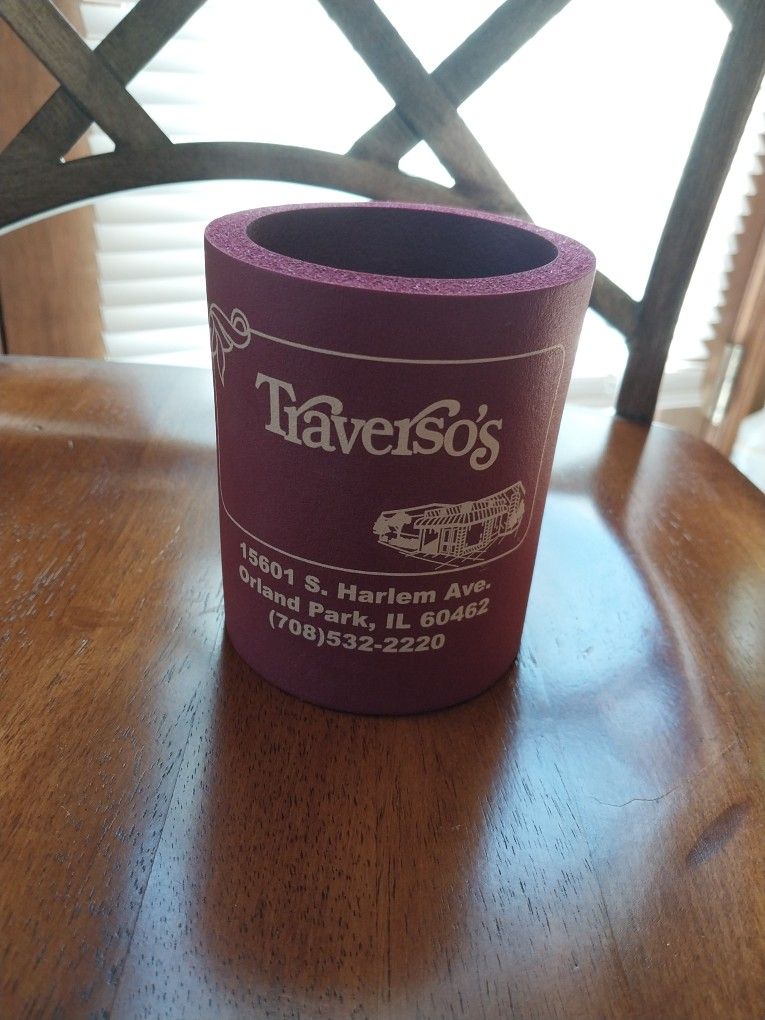 Traverso's
15601 S. Harlem Ave.
Orland Park, IL 60462
(708)532-2220